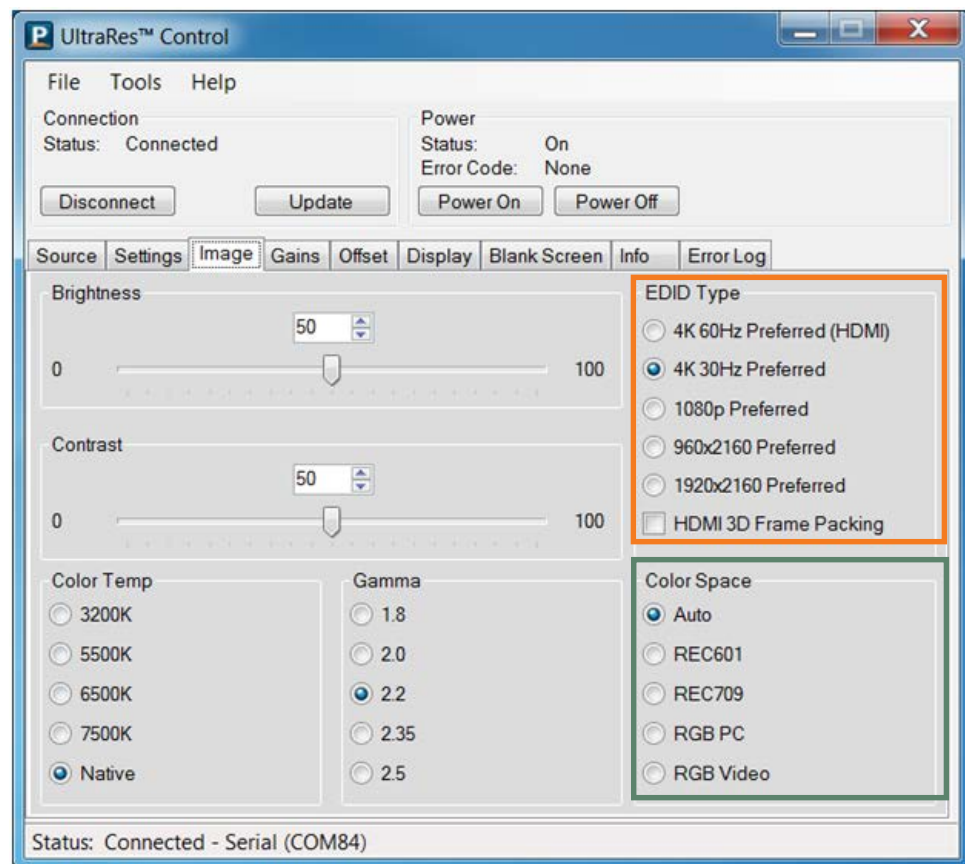 P UltraRes™ Control
File Tools Help
Connection
Status: Connected
Disconnect Update
Power
Status: On
Error Code: None
Power On Power Off
Source Settings Image Gains Offset Display Blank Screen Info Error Log
Brightness
50
0 100
Contrast
50
0 100
EDID Type
4K 60Hz Preferred (HDMI)
4K 30Hz Preferred
1080p Preferred
960x2160 Preferred
1920x2160 Preferred
HDMI 3D Frame Packing
Color Temp
3200K
5500K
6500K
7500K
Native
Gamma
1.8
2.0
2.2
2.35
2.5
Color Space
Auto
REC601
REC709
RGB PC
RGB Video
Status: Connected - Serial (COM84)